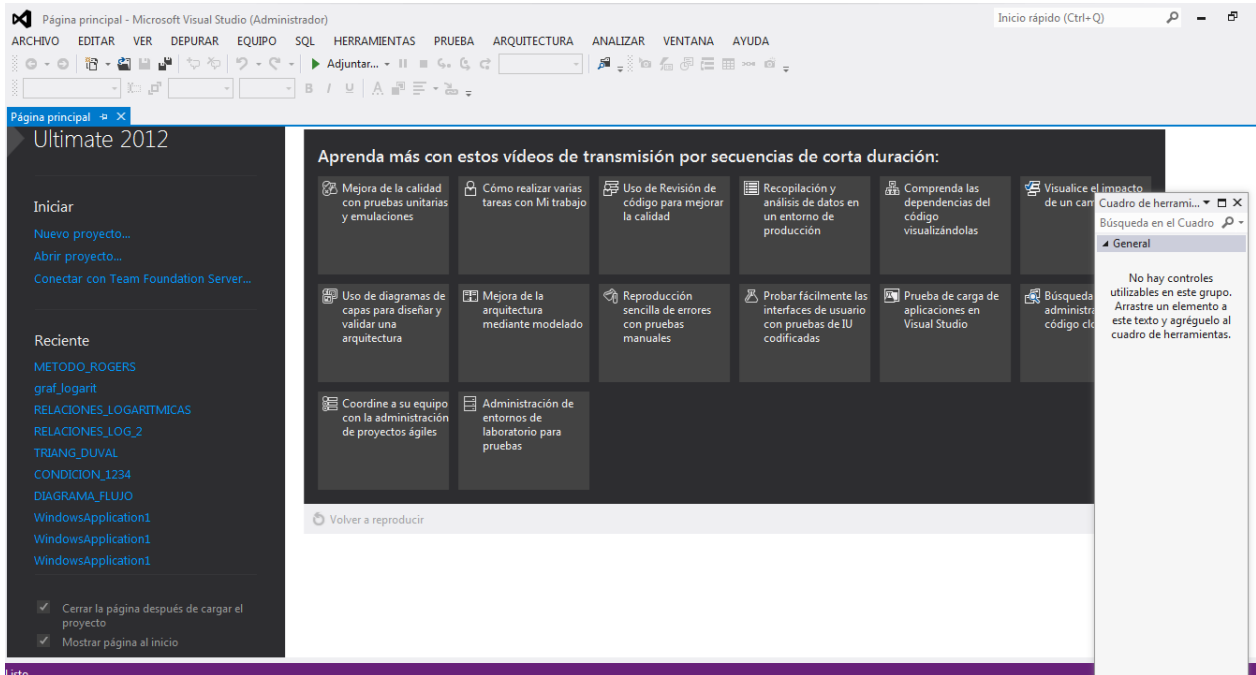 Página principal - Microsoft Visual Studio (Administrador)
Inicio rápido (Ctrl+Q)
ARCHIVO EDITAR VER DEPURAR EQUIPO SQL HERRAMIENTAS PRUEBA ARQUITECTURA ANALIZAR VENTANA AYUDA
Adjuntar...
Página principal
Ultimate 2012
Iniciar
Nuevo proyecto...
Abrir proyecto...
Conectar con Team Foundation Server...
Reciente
METODO_ROGERS
graf_logarit
RELACIONES_LOGARITMICAS
RELACIONES_LOG_2
TRIANG_DUVAL
CONDICION_1234
DIAGRAMA_FLUJO
WindowsApplication1
WindowsApplication1
WindowsApplication1
Cerrar la página después de cargar el
proyecto
Mostrar página al inicio
Aprenda más con estos vídeos de transmisión por secuencias de corta duración:
Mejora de la calidad
con pruebas unitarias
y emulaciones
Cómo realizar varias
tareas con Mi trabajo
Uso de Revisión de
código para mejorar
la calidad
Recopilación y
análisis de datos en
un entorno de
producción
Comprenda las
dependencias del
código
visualizándolas
Visualice el impacto
de un
Uso de diagramas de
capas para diseñar y
validar una
arquitectura
Mejora de la
arquitectura
mediante modelado
Reproducción
sencilla de errores
con pruebas
manuales
Probar fácilmente las
interfaces de usuario
con pruebas de IU
codificadas
Prueba de carga de
aplicaciones en
Visual Studio
Búsqueda
código
Coordine a su equipo
con la administración
de proyectos ágiles
Administración de
entornos de
laboratorio para
pruebas
Volver a reproducir
Cuadro de herrami...
Búsqueda en el Cuadro
General
No hay controles
utilizables en este grupo.
Arrastre un elemento a
este texto y agréguelo al
cuadro de herramientas.
Listo